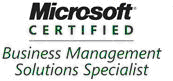 Microsoft
CERTIFIED
Business Management
Solutions Specialist